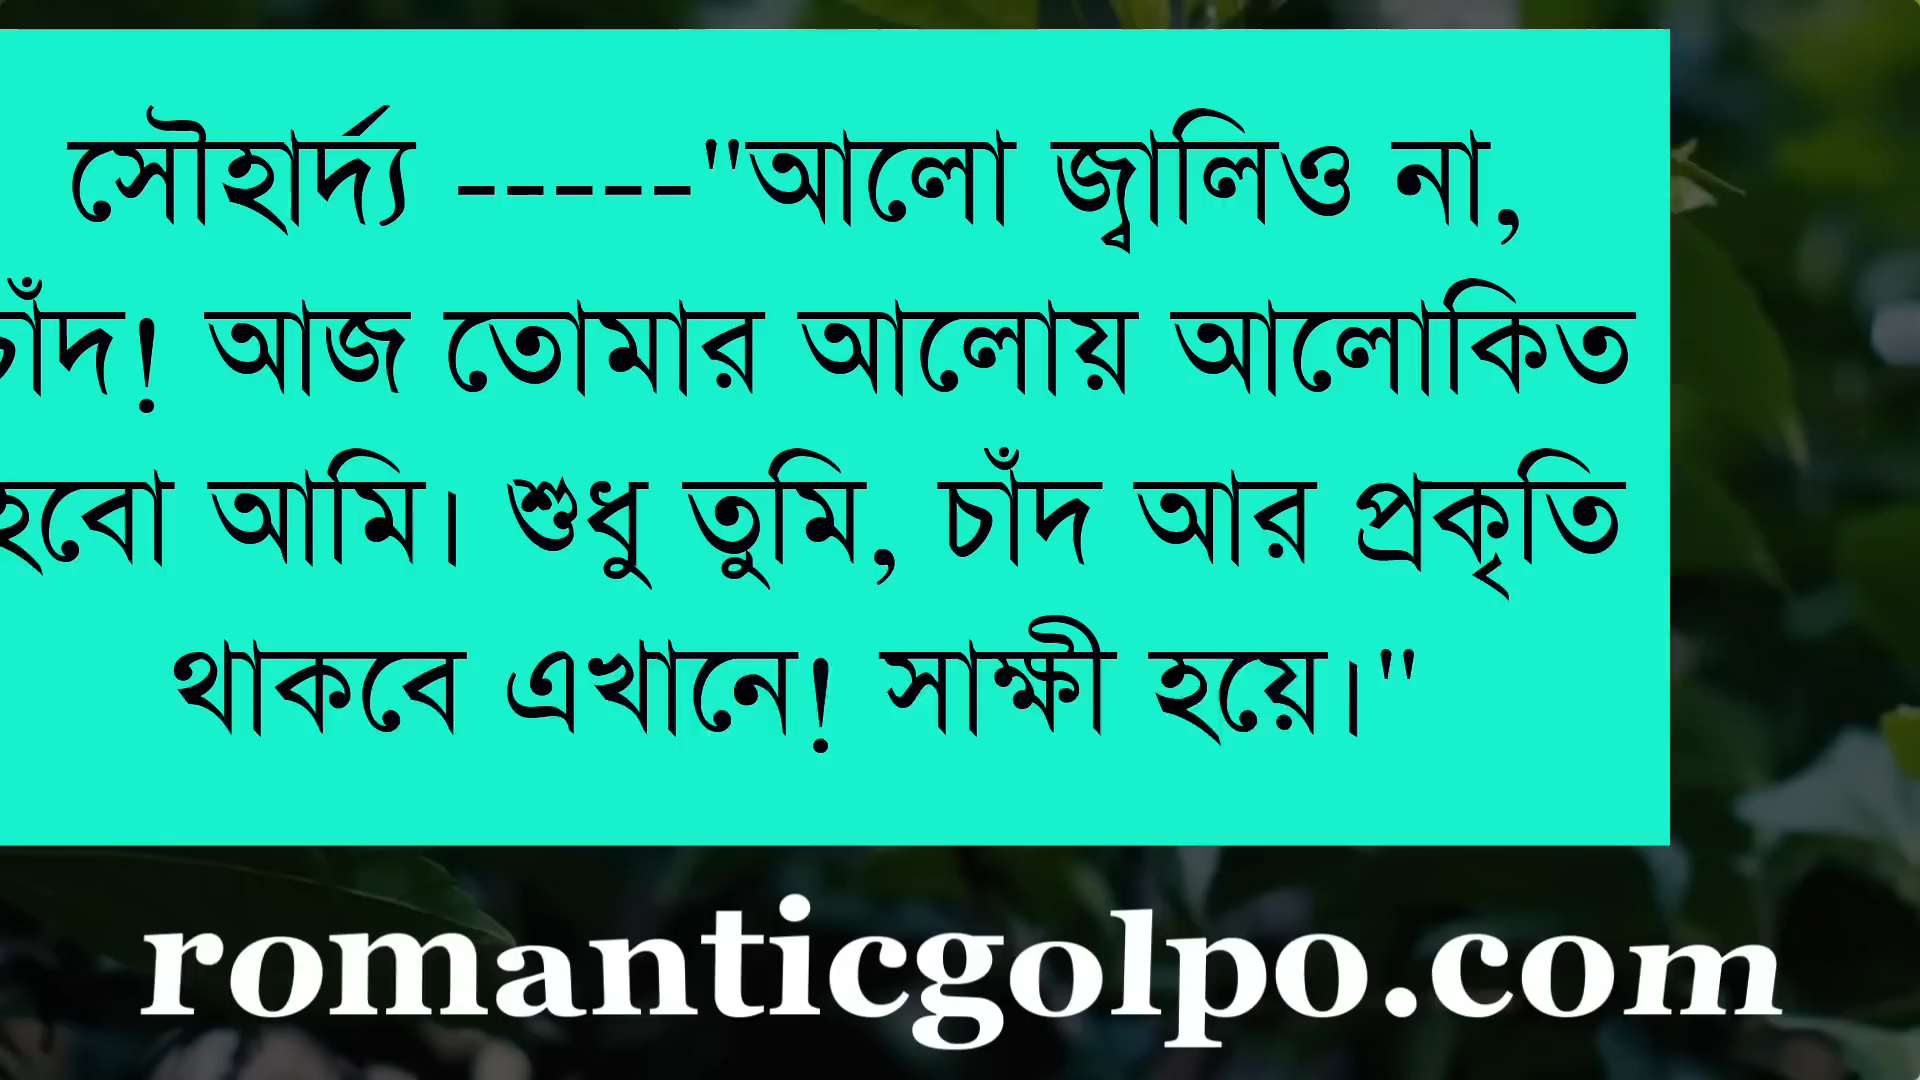 সৌহার্দ্য -----"আলো জ্বালিও না,
চাঁদ! আজ তোমার আলোয় আলোকিত
হবো আমি। শুধু তুমি, চাঁদ আর প্রকৃতি
থাকবে এখানে! সাক্ষী হয়ে।"
romanticgolpo.com